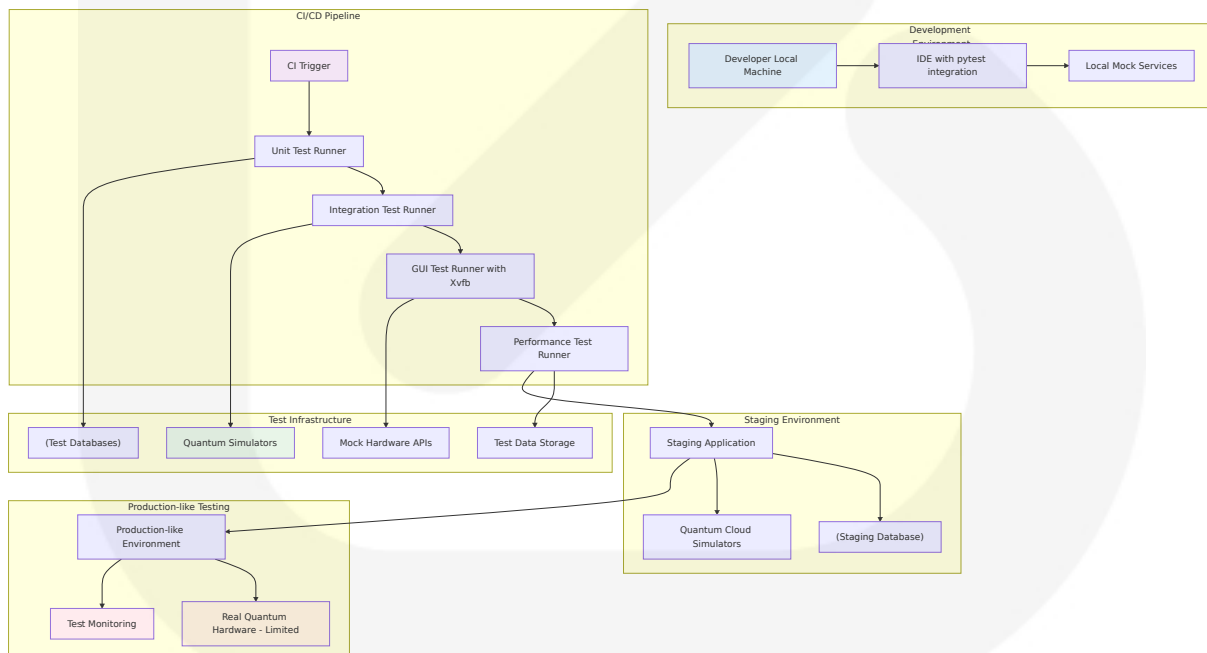 CI/CD Pipeline
CI Trigger
Unit Test Runner
Integration Test Runner
GUI Test Runner with
Xvfb
Performance Test
Runner
Development
Environment
Developer Local
Machine
IDE with pytest
integration
Local Mock Services
Test Infrastructure
(Test Databases)
Quantum Simulators
Mock Hardware APIs
Test Data Storage
Staging Environment
Staging Application
Quantum Cloud
Simulators
(Staging Database)
Production-like Testing
Production-like
Environment
Test Monitoring
Real Quantum
Hardware - Limited